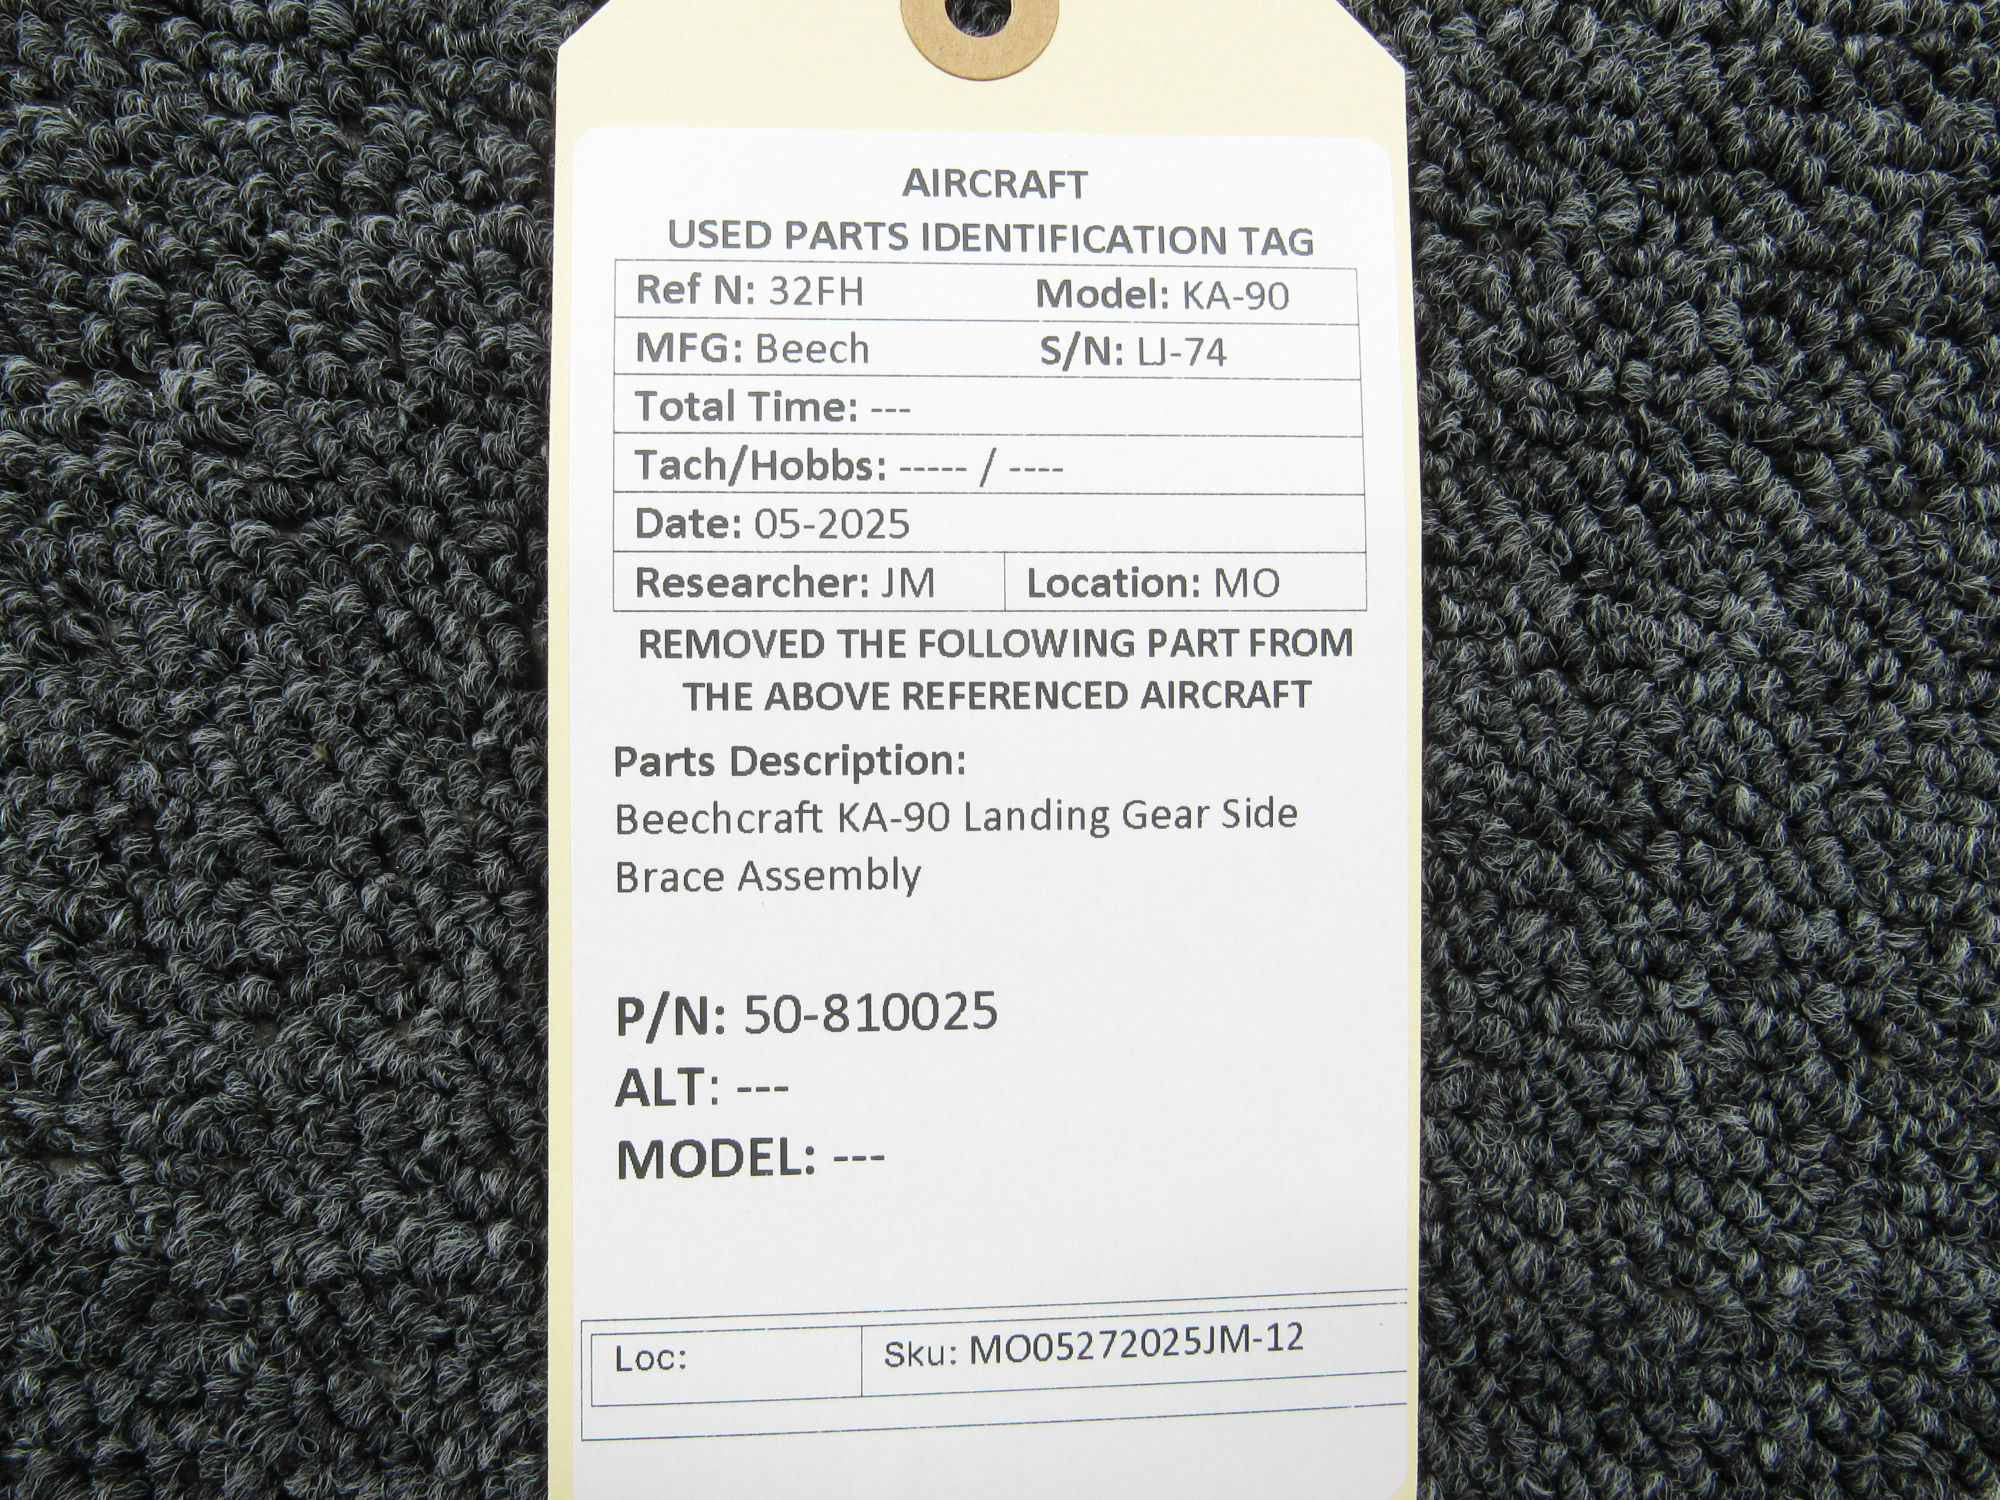 AIRCRAFT
USED PARTS IDENTIFICATION TAG
Ref N: 32FH Model: KA-90
MFG: Beech S/N: LJ-74
Total Time: ---
Tach/Hobbs: ----- / ----
Date: 05-2025
Researcher: JM Location: MO
REMOVED THE FOLLOWING PART FROM
THE ABOVE REFERENCED AIRCRAFT
Parts Description:
Beechcraft KA-90 Landing Gear Side
Brace Assembly
P/N: 50-810025
ALT: ---
MODEL: ---
Loc: Sku: MO05272025JM-12